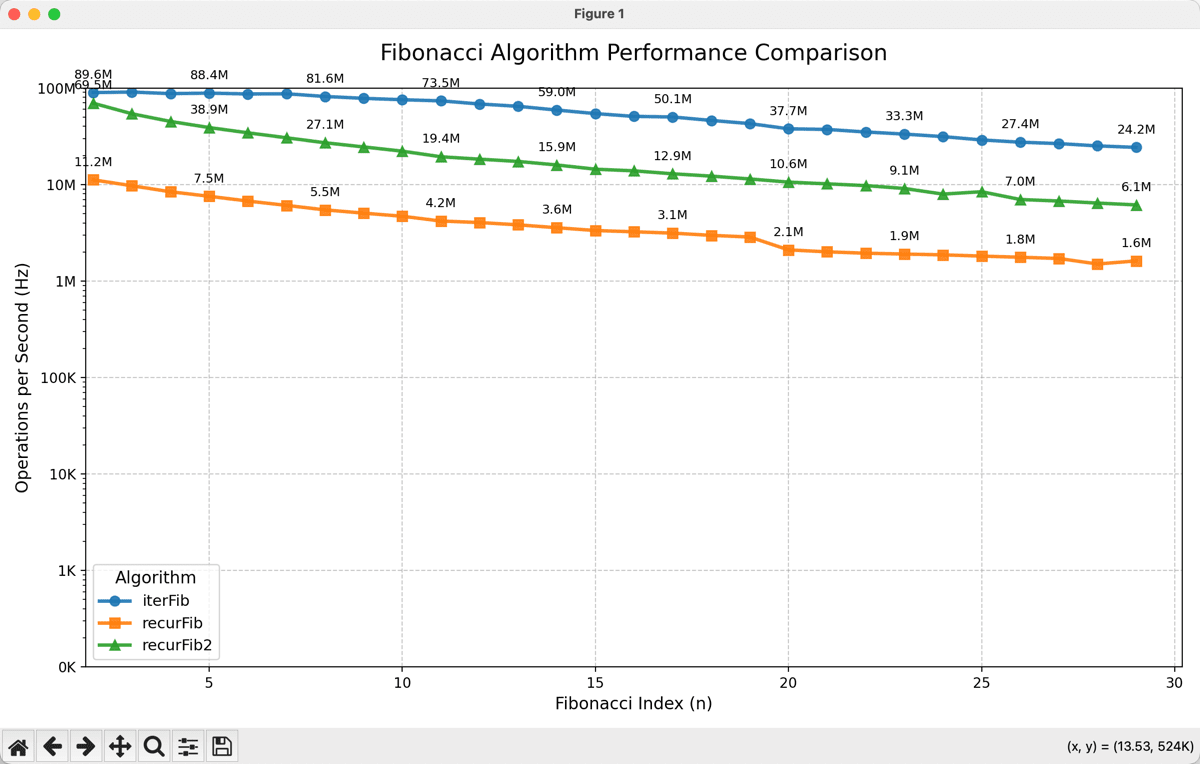 Figure 1
Fibonacci Algorithm Performance Comparison
89.6M 88.4M 81.6M 73.5M 59.0M 50.1M 37.7M 33.3M 27.4M 24.2M
69.5M 38.9M 27.1M 19.4M 15.9M 12.9M 10.6M 9.1M 7.0M 6.1M
11.2M 7.5M 5.5M 4.2M 3.6M 3.1M 2.1M 1.9M 1.8M 1.6M
100M
10M
1M
100K
10K
1K
0K
Operations per Second (Hz)
Algorithm
iterFib
recurFib
recurFib2
5 10 15 20 25 30
Fibonacci Index (n)
(x, y) = (13.53, 524K)